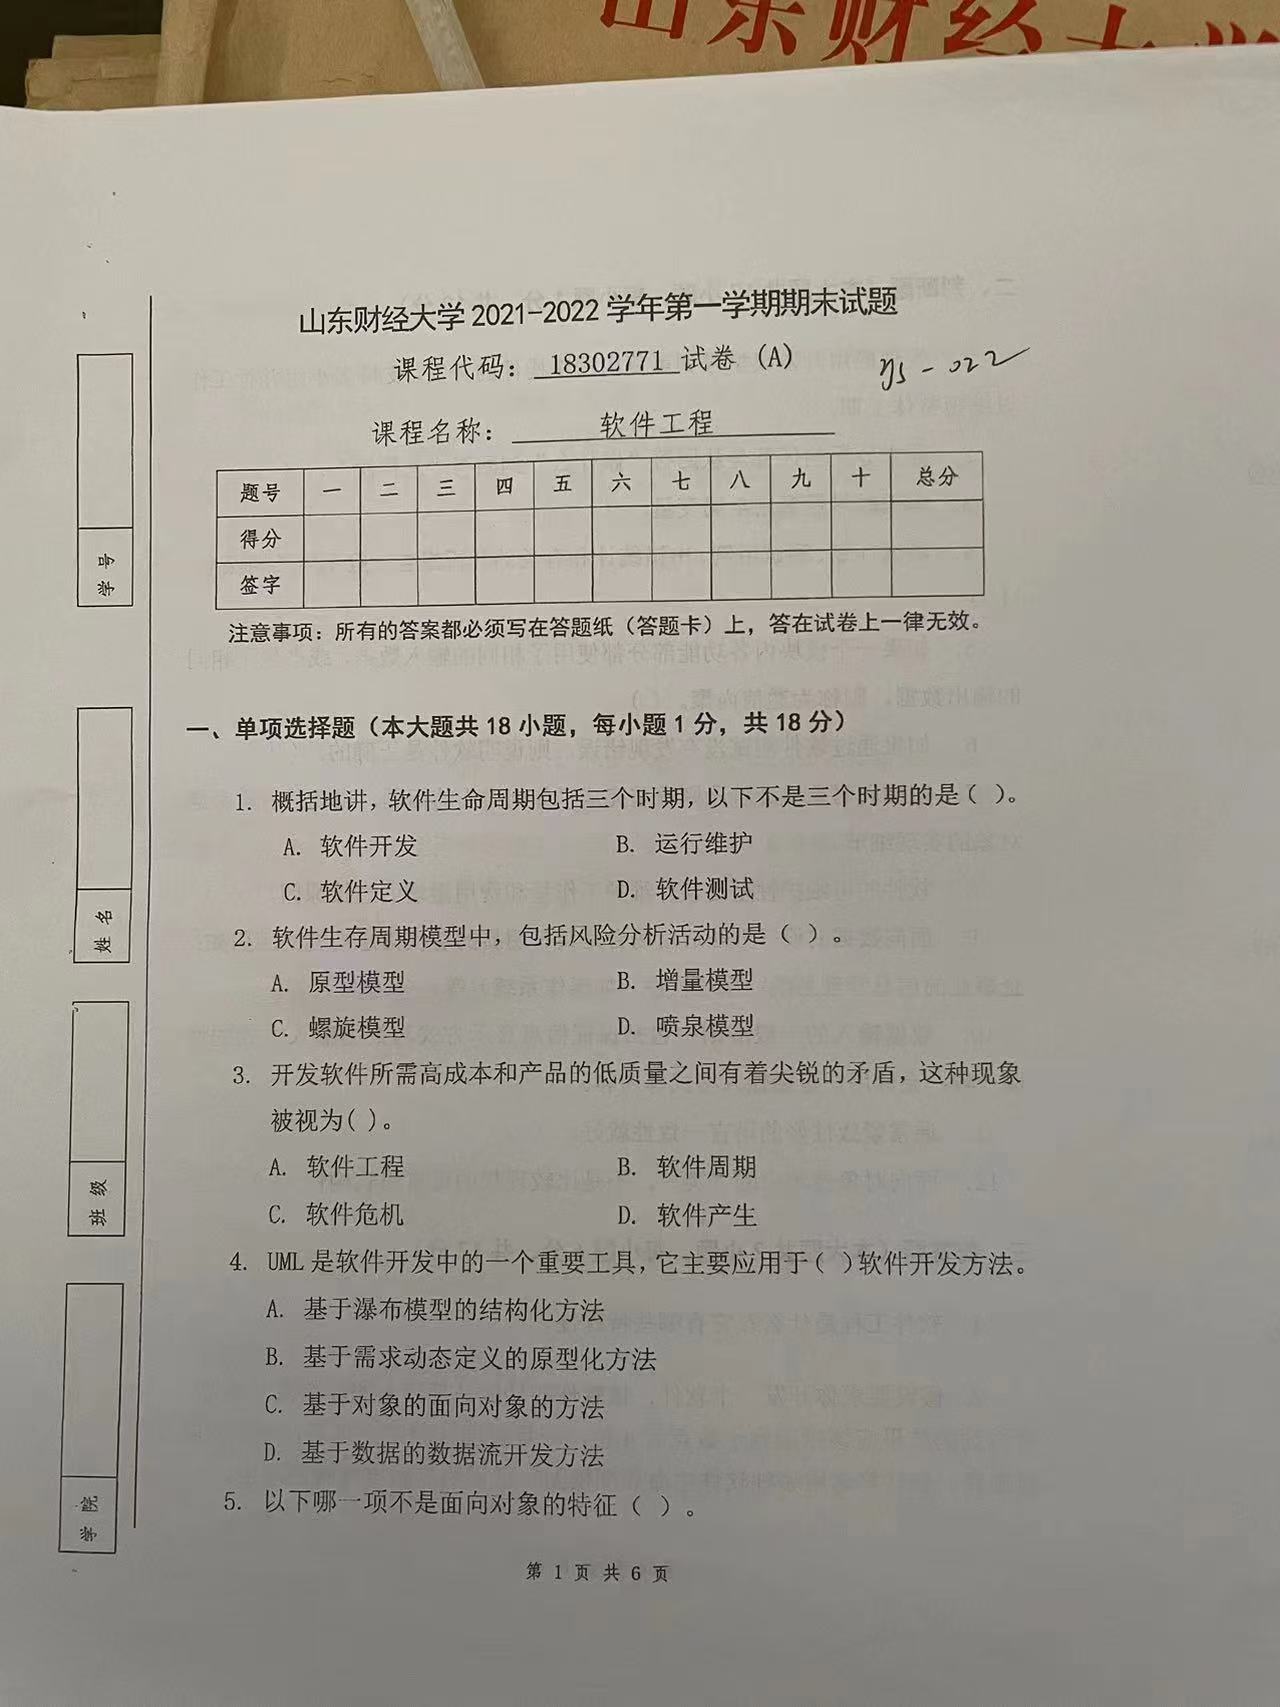 山东财经大学
山东财经大学 2021-2022 学年第一学期期末试题
课程代码：18302771 试卷（A）
课程名称：软件工程
题号 一 二 三 四 五 六 七 八 九 十 总分
得分
签字
注意事项：所有的答案都必须写在答题纸（答题卡）上，答在试卷上一律无效。
一、单项选择题（本大题共 18 小题，每小题 1 分，共 18 分）
1. 概括地讲，软件生命周期包括三个时期，以下不是三个时期的是（ ）。
A. 软件开发 B. 运行维护
C. 软件定义 D. 软件测试
2. 软件生存周期模型中，包括风险分析活动的是（ ）。
A. 原型模型 B. 增量模型
C. 螺旋模型 D. 喷泉模型
3. 开发软件所需高成本和产品的低质量之间有着尖锐的矛盾，这种现象
被视为( )。
A. 软件工程 B. 软件周期
C. 软件危机 D. 软件产生
4. UML 是软件开发中的一个重要工具，它主要应用于( )软件开发方法。
A. 基于瀑布模型的结构化方法
B. 基于需求动态定义的原型化方法
C. 基于对象的面向对象的方法
D. 基于数据的数据流开发方法
5. 以下哪一项不是面向对象的特征（ ）。
第 1 页 共 6 页
学号
姓名
班级
学院